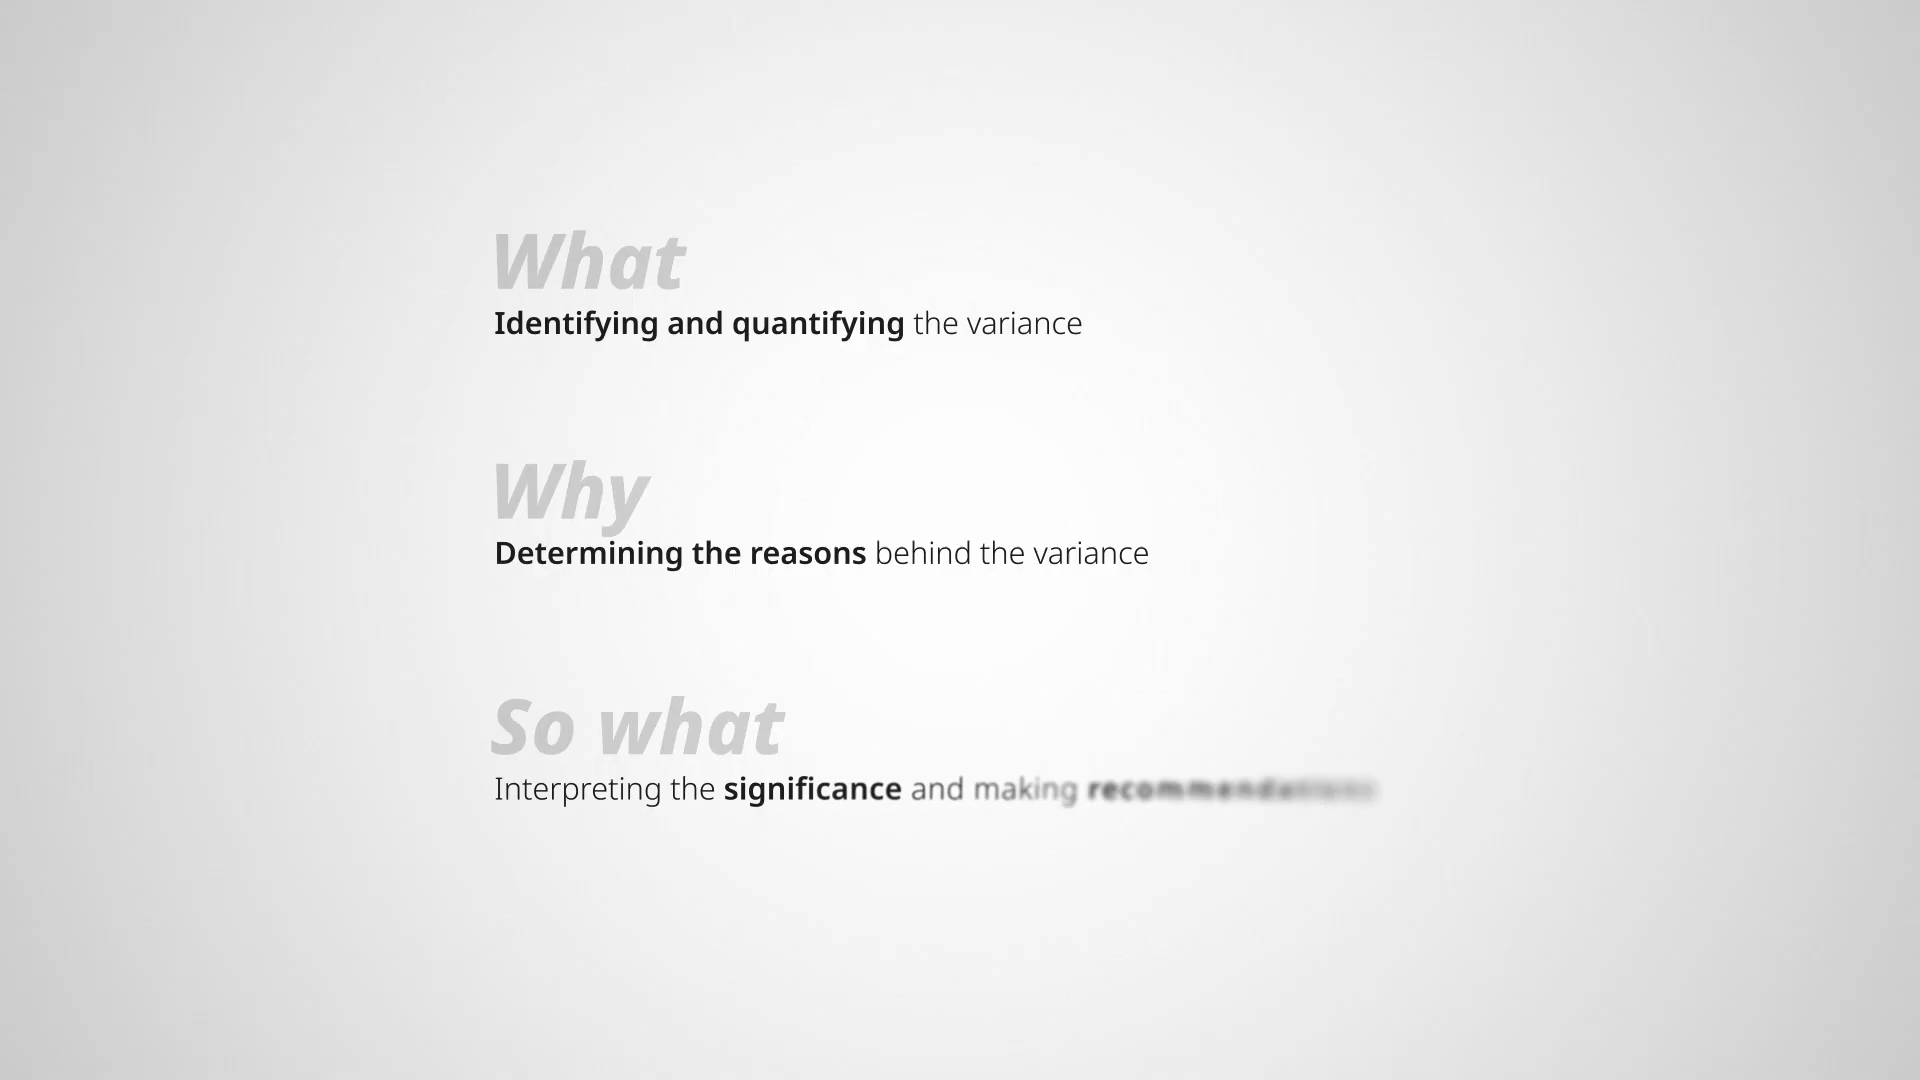 What
Identifying and quantifying the variance
Why
Determining the reasons behind the variance
So what
Interpreting the significance and making recommendations